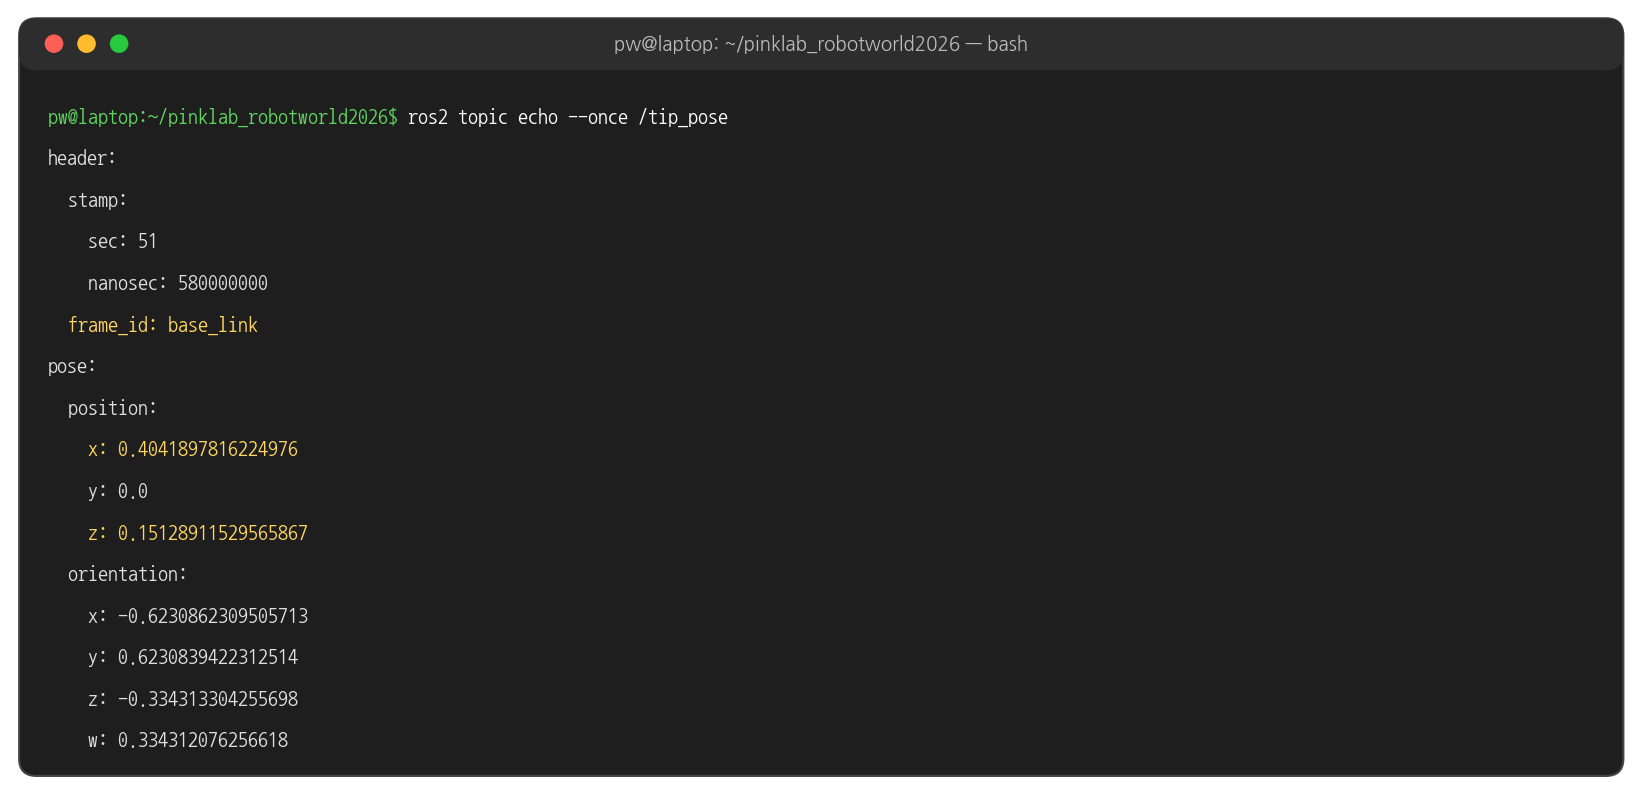 pw@laptop: ~/pinklab_robotworld2026 — bash
pw@laptop:~/pinklab_robotworld2026$ ros2 topic echo --once /tip_pose
header:
  stamp:
    sec: 51
    nanosec: 580000000
  frame_id: base_link
pose:
  position:
    x: 0.4041897816224976
    y: 0.0
    z: 0.15128911529565867
  orientation:
    x: -0.6230862309505713
    y: 0.6230839422312514
    z: -0.334313304255698
    w: 0.334312076256618